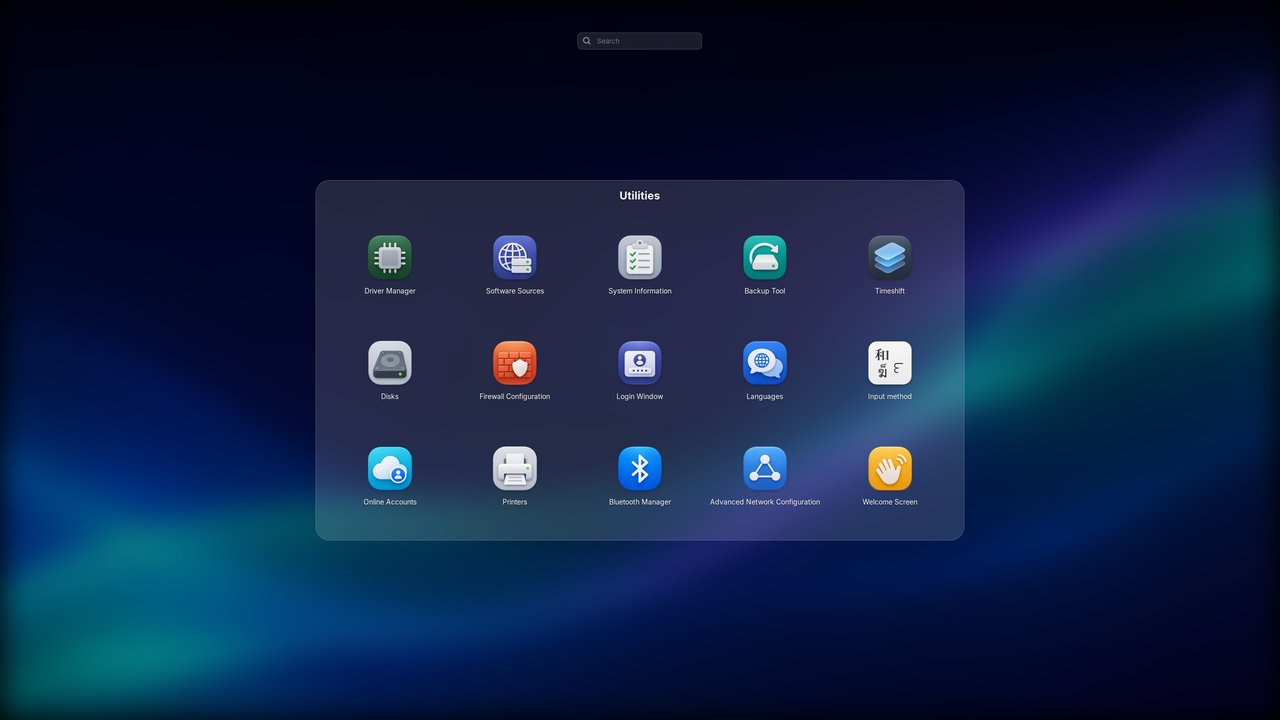 Search
Utilities
Driver Manager
Software Sources
System Information
Backup Tool
Timeshift
Disks
Firewall Configuration
Login Window
Languages
Input method
Online Accounts
Printers
Bluetooth Manager
Advanced Network Configuration
Welcome Screen